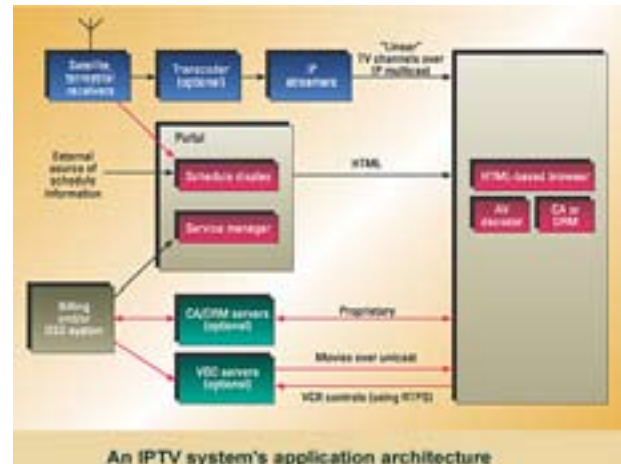 "Linear"
TV channels over
IP multicast
Satellite,
terrestrial
receivers
Transcoder
(optional)
IP
streamers
Portal
External
source of
schedule
information
Schedule display
HTML
HTML-based browser
AV
decoder
CA or
DRM
Service manager
Billing
and/or
OSS system
CA/DRM servers
(optional)
Proprietary
VOD servers
(optional)
Movies over unicast
VCR controls (using RTPS)
An IPTV system's application architecture